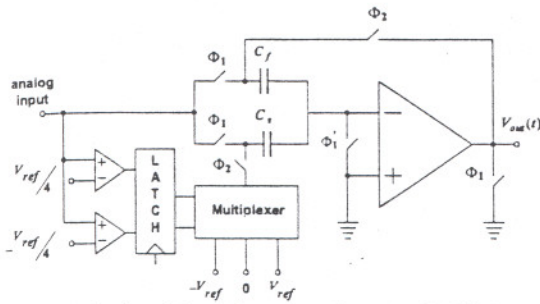 Φ2
Φ1
Cf
analog
input
Φ1
Cs
Φ1'
Vout(t)
Φ2
Φ1
Vref/4
+
−
LATCH
Multiplexer
−
+
−Vref/4
+
−
−Vref
0
Vref